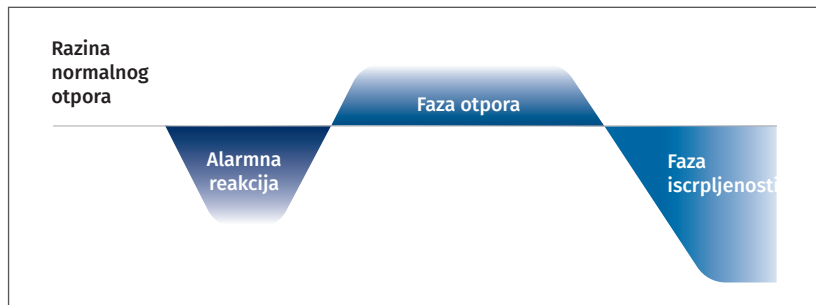 Razina
normalnog
otpora
Faza otpora
Alarmna
reakcija
Faza
iscrpljenosti